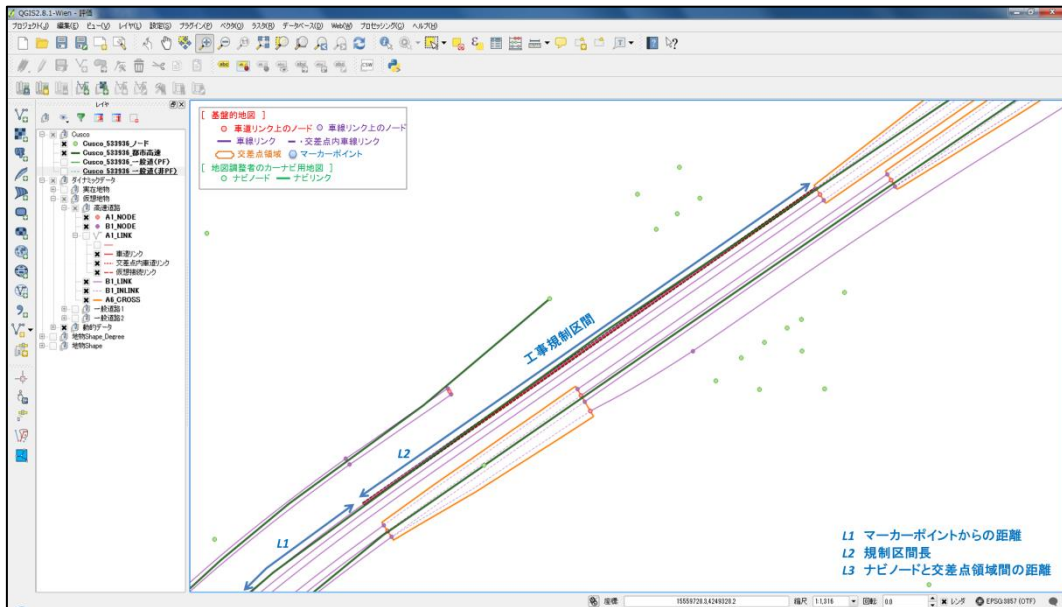 QGIS2.8.1-Wien - 評価
プロジェクト(J) 編集(E) ビュー(V) レイヤ(L) 設定(S) プラグイン(P) ベクタ(O) ラスタ(R) データベース(D) Web(W) プロセッシング(C) ヘルプ(H)
レイヤ
Cusco
Cusco_533936_ノード
Cusco_533936_都市高速
Cusco_533936_一般道(PF)
Cusco_533936_一般道(非PF)
ダイナミックデータ
実在地物
仮想地物
高速道路
A1_NODE
B1_NODE
A1_LINK
車道リンク
交差点内車道リンク
仮想接続リンク
B1_LINK
B1_INLINK
A6_CROSS
一般道路1
一般道路2
動的データ
地物Shape_Degree
地物Shape
[ 基盤的地図 ]
車道リンク上のノード 車線リンク上のノード
車線リンク 交差点内車線リンク
交差点領域 マーカーポイント
[ 地図調整者のカーナビ用地図 ]
ナビノード ナビリンク
工事規制区間
L2
L1
L1 マーカーポイントからの距離
L2 規制区間長
L3 ナビノードと交差点領域間の距離
座標: 15559728.3,4249320.2 縮尺 1:1,316 回転 0.0 レンダ EPSG:3857 (OTF)